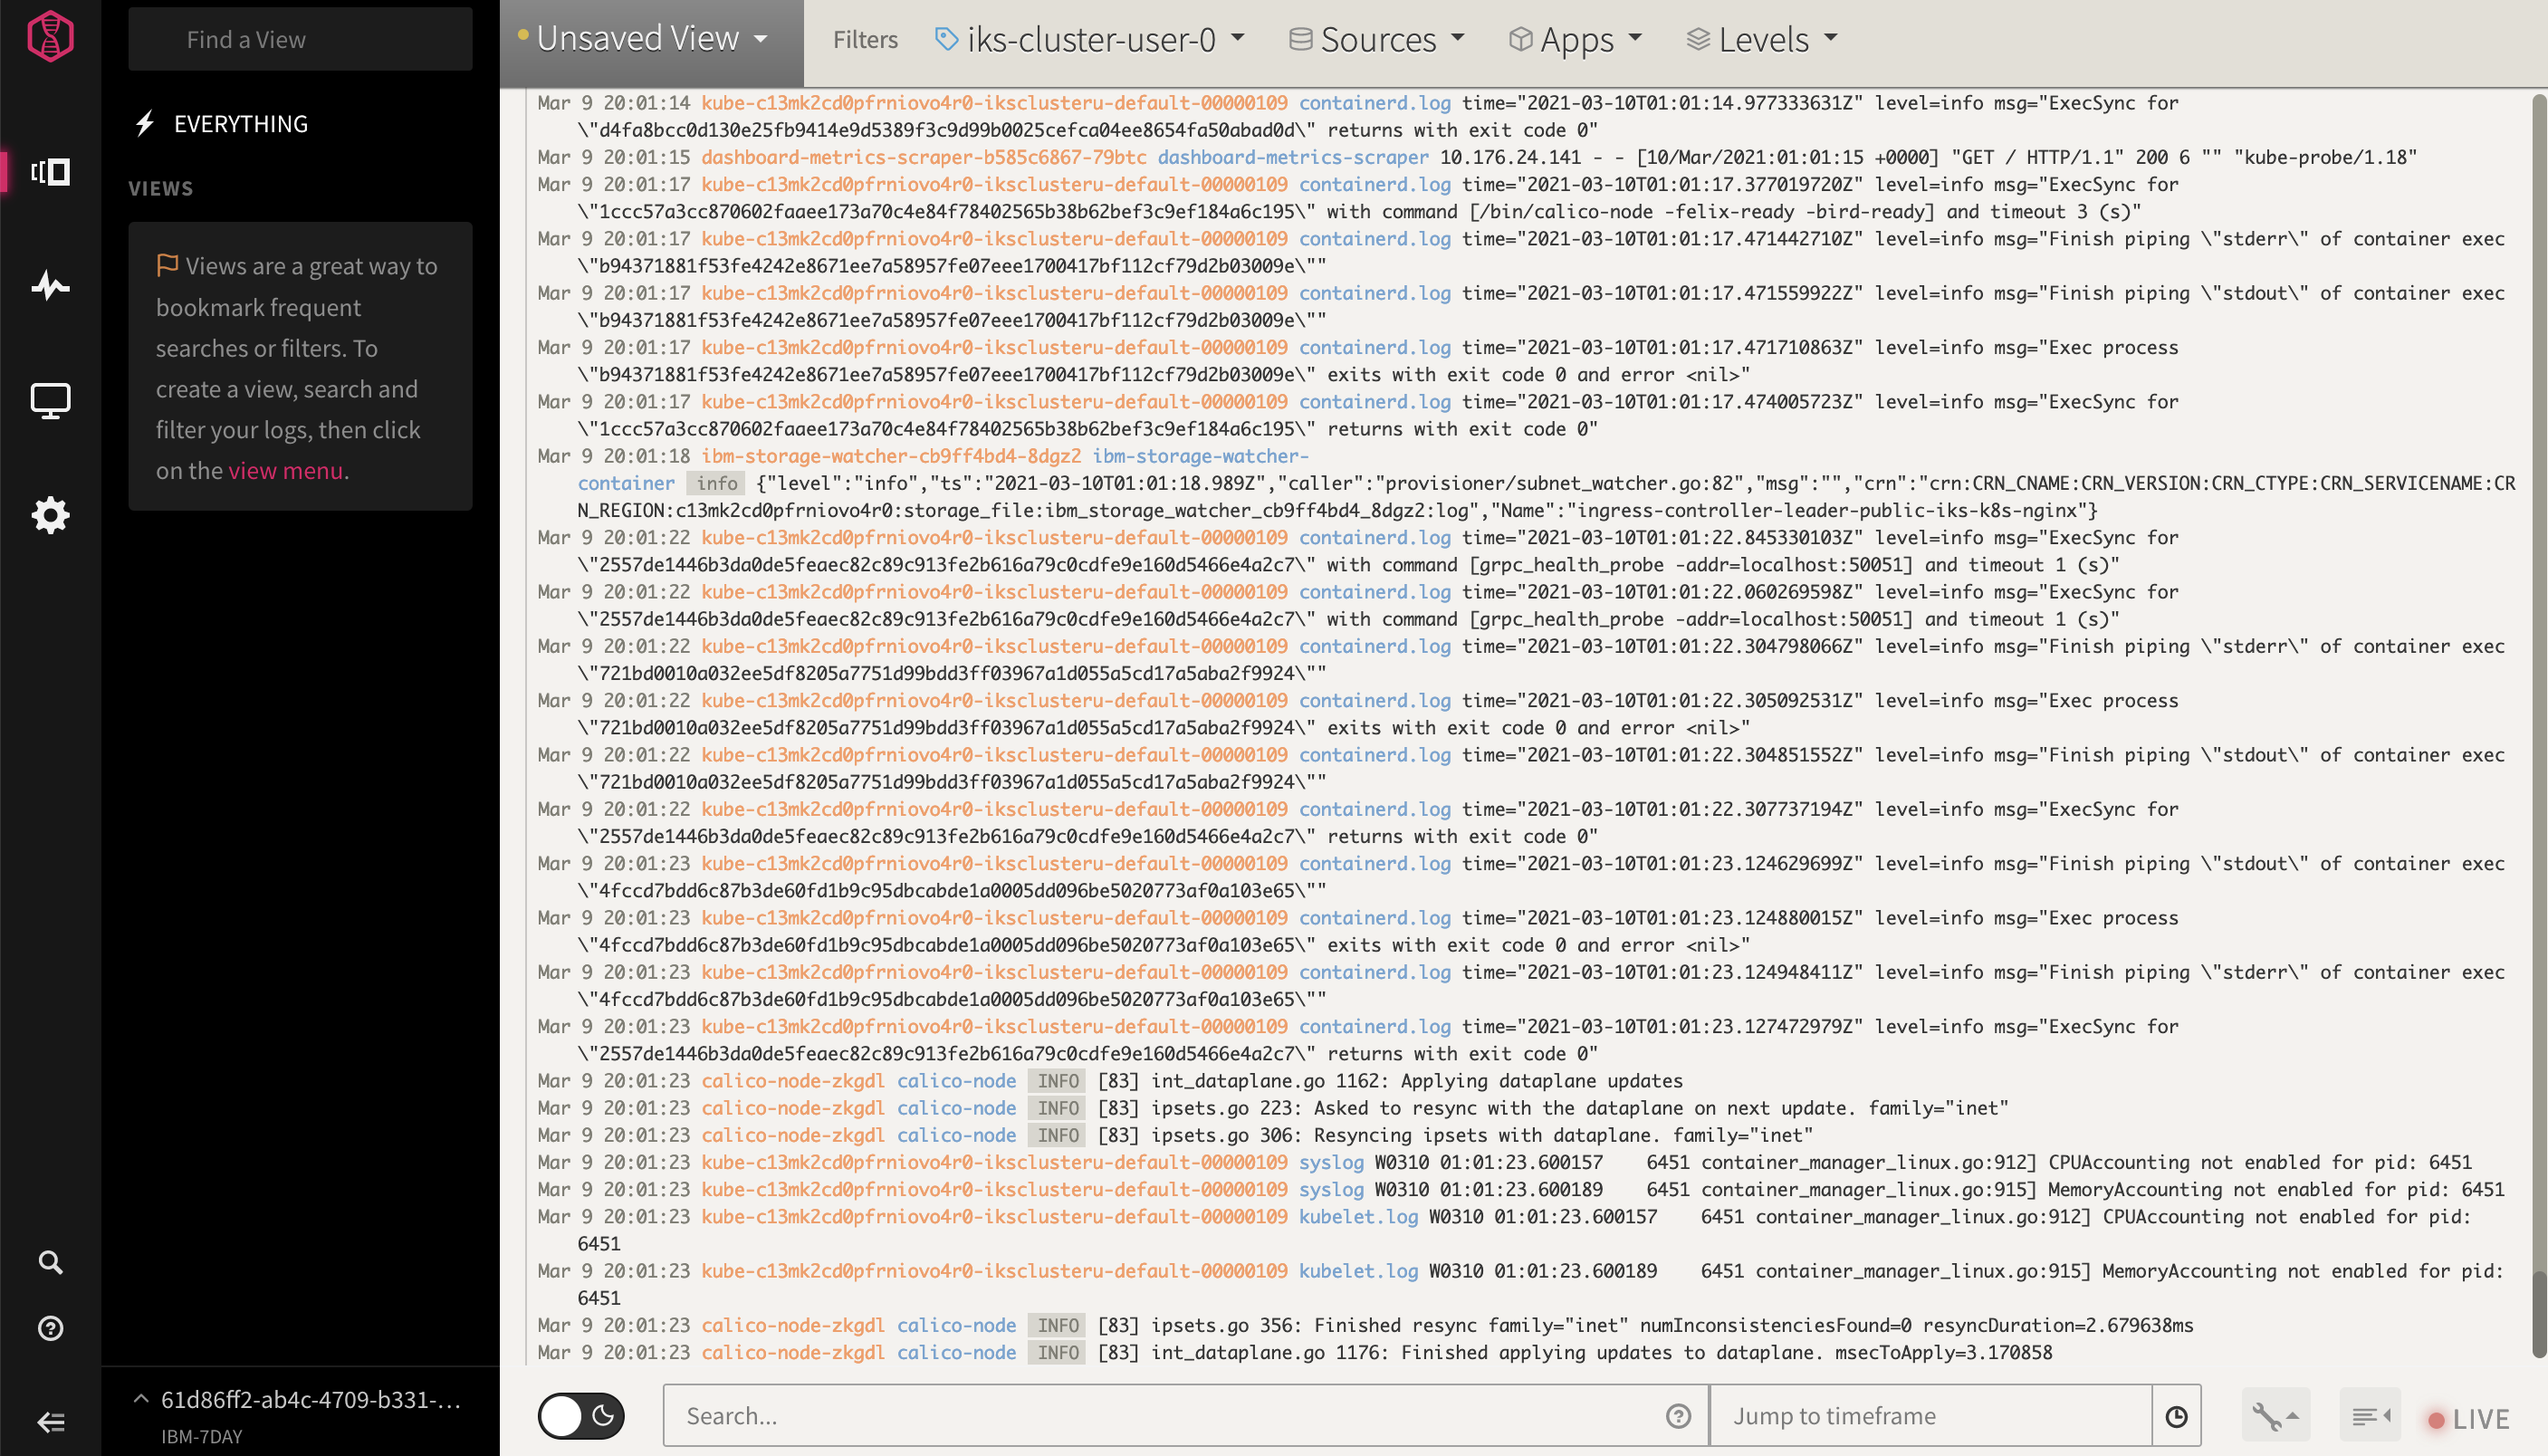 Find a View
EVERYTHING
VIEWS
Views are a great way to
bookmark frequent
searches or filters. To
create a view, search and
filter your logs, then click
on the view menu.
61d86ff2-ab4c-4709-b331-...
IBM-7DAY
Unsaved View
Filters iks-cluster-user-0 Sources Apps Levels
Mar 9 20:01:14 kube-c13mk2cd0pfrniovo4r0-iksclusteru-default-00000109 containerd.log time="2021-03-10T01:01:14.977333631Z" level=info msg="ExecSync for
\"d4fa8bcc0d130e25fb9414e9d5389f3c9d99b0025cefca04ee8654fa50abad0d\" returns with exit code 0"
Mar 9 20:01:15 dashboard-metrics-scraper-b585c6867-79btc dashboard-metrics-scraper 10.176.24.141 - - [10/Mar/2021:01:01:15 +0000] "GET / HTTP/1.1" 200 6 "" "kube-probe/1.18"
Mar 9 20:01:17 kube-c13mk2cd0pfrniovo4r0-iksclusteru-default-00000109 containerd.log time="2021-03-10T01:01:17.377019720Z" level=info msg="ExecSync for
\"1ccc57a3cc870602faaee173a70c4e84f78402565b38b62bef3c9ef184a6c195\" with command [/bin/calico-node -felix-ready -bird-ready] and timeout 3 (s)"
Mar 9 20:01:17 kube-c13mk2cd0pfrniovo4r0-iksclusteru-default-00000109 containerd.log time="2021-03-10T01:01:17.471442710Z" level=info msg="Finish piping \"stderr\" of container exec
\"b94371881f53fe4242e8671ee7a58957fe07eee1700417bf112cf79d2b03009e\""
Mar 9 20:01:17 kube-c13mk2cd0pfrniovo4r0-iksclusteru-default-00000109 containerd.log time="2021-03-10T01:01:17.471559922Z" level=info msg="Finish piping \"stdout\" of container exec
\"b94371881f53fe4242e8671ee7a58957fe07eee1700417bf112cf79d2b03009e\""
Mar 9 20:01:17 kube-c13mk2cd0pfrniovo4r0-iksclusteru-default-00000109 containerd.log time="2021-03-10T01:01:17.471710863Z" level=info msg="Exec process
\"b94371881f53fe4242e8671ee7a58957fe07eee1700417bf112cf79d2b03009e\" exits with exit code 0 and error <nil>"
Mar 9 20:01:17 kube-c13mk2cd0pfrniovo4r0-iksclusteru-default-00000109 containerd.log time="2021-03-10T01:01:17.474005723Z" level=info msg="ExecSync for
\"1ccc57a3cc870602faaee173a70c4e84f78402565b38b62bef3c9ef184a6c195\" returns with exit code 0"
Mar 9 20:01:18 ibm-storage-watcher-cb9ff4bd4-8dgz2 ibm-storage-watcher-
container info {"level":"info","ts":"2021-03-10T01:01:18.989Z","caller":"provisioner/subnet_watcher.go:82","msg":"","crn":"crn:CRN_CNAME:CRN_VERSION:CRN_CTYPE:CRN_SERVICENAME:CR
N_REGION:c13mk2cd0pfrniovo4r0:storage_file:ibm_storage_watcher_cb9ff4bd4_8dgz2:log","Name":"ingress-controller-leader-public-iks-k8s-nginx"}
Mar 9 20:01:22 kube-c13mk2cd0pfrniovo4r0-iksclusteru-default-00000109 containerd.log time="2021-03-10T01:01:22.845330103Z" level=info msg="ExecSync for
\"2557de1446b3da0de5feaec82c89c913fe2b616a79c0cdfe9e160d5466e4a2c7\" with command [grpc_health_probe -addr=localhost:50051] and timeout 1 (s)"
Mar 9 20:01:22 kube-c13mk2cd0pfrniovo4r0-iksclusteru-default-00000109 containerd.log time="2021-03-10T01:01:22.060269598Z" level=info msg="ExecSync for
\"2557de1446b3da0de5feaec82c89c913fe2b616a79c0cdfe9e160d5466e4a2c7\" with command [grpc_health_probe -addr=localhost:50051] and timeout 1 (s)"
Mar 9 20:01:22 kube-c13mk2cd0pfrniovo4r0-iksclusteru-default-00000109 containerd.log time="2021-03-10T01:01:22.304798066Z" level=info msg="Finish piping \"stderr\" of container exec
\"721bd0010a032ee5df8205a7751d99bdd3ff03967a1d055a5cd17a5aba2f9924\""
Mar 9 20:01:22 kube-c13mk2cd0pfrniovo4r0-iksclusteru-default-00000109 containerd.log time="2021-03-10T01:01:22.305092531Z" level=info msg="Exec process
\"721bd0010a032ee5df8205a7751d99bdd3ff03967a1d055a5cd17a5aba2f9924\" exits with exit code 0 and error <nil>"
Mar 9 20:01:22 kube-c13mk2cd0pfrniovo4r0-iksclusteru-default-00000109 containerd.log time="2021-03-10T01:01:22.304851552Z" level=info msg="Finish piping \"stdout\" of container exec
\"721bd0010a032ee5df8205a7751d99bdd3ff03967a1d055a5cd17a5aba2f9924\""
Mar 9 20:01:22 kube-c13mk2cd0pfrniovo4r0-iksclusteru-default-00000109 containerd.log time="2021-03-10T01:01:22.307737194Z" level=info msg="ExecSync for
\"2557de1446b3da0de5feaec82c89c913fe2b616a79c0cdfe9e160d5466e4a2c7\" returns with exit code 0"
Mar 9 20:01:23 kube-c13mk2cd0pfrniovo4r0-iksclusteru-default-00000109 containerd.log time="2021-03-10T01:01:23.124629699Z" level=info msg="Finish piping \"stdout\" of container exec
\"4fccd7bdd6c87b3de60fd1b9c95dbcabde1a0005dd096be5020773af0a103e65\""
Mar 9 20:01:23 kube-c13mk2cd0pfrniovo4r0-iksclusteru-default-00000109 containerd.log time="2021-03-10T01:01:23.124880015Z" level=info msg="Exec process
\"4fccd7bdd6c87b3de60fd1b9c95dbcabde1a0005dd096be5020773af0a103e65\" exits with exit code 0 and error <nil>"
Mar 9 20:01:23 kube-c13mk2cd0pfrniovo4r0-iksclusteru-default-00000109 containerd.log time="2021-03-10T01:01:23.124948411Z" level=info msg="Finish piping \"stderr\" of container exec
\"4fccd7bdd6c87b3de60fd1b9c95dbcabde1a0005dd096be5020773af0a103e65\""
Mar 9 20:01:23 kube-c13mk2cd0pfrniovo4r0-iksclusteru-default-00000109 containerd.log time="2021-03-10T01:01:23.127472979Z" level=info msg="ExecSync for
\"2557de1446b3da0de5feaec82c89c913fe2b616a79c0cdfe9e160d5466e4a2c7\" returns with exit code 0"
Mar 9 20:01:23 calico-node-zkgdl calico-node INFO [83] int_dataplane.go 1162: Applying dataplane updates
Mar 9 20:01:23 calico-node-zkgdl calico-node INFO [83] ipsets.go 223: Asked to resync with the dataplane on next update. family="inet"
Mar 9 20:01:23 calico-node-zkgdl calico-node INFO [83] ipsets.go 306: Resyncing ipsets with dataplane. family="inet"
Mar 9 20:01:23 kube-c13mk2cd0pfrniovo4r0-iksclusteru-default-00000109 syslog W0310 01:01:23.600157 6451 container_manager_linux.go:912] CPUAccounting not enabled for pid: 6451
Mar 9 20:01:23 kube-c13mk2cd0pfrniovo4r0-iksclusteru-default-00000109 syslog W0310 01:01:23.600189 6451 container_manager_linux.go:915] MemoryAccounting not enabled for pid: 6451
Mar 9 20:01:23 kube-c13mk2cd0pfrniovo4r0-iksclusteru-default-00000109 kubelet.log W0310 01:01:23.600157 6451 container_manager_linux.go:912] CPUAccounting not enabled for pid:
6451
Mar 9 20:01:23 kube-c13mk2cd0pfrniovo4r0-iksclusteru-default-00000109 kubelet.log W0310 01:01:23.600189 6451 container_manager_linux.go:915] MemoryAccounting not enabled for pid:
6451
Mar 9 20:01:23 calico-node-zkgdl calico-node INFO [83] ipsets.go 356: Finished resync family="inet" numInconsistenciesFound=0 resyncDuration=2.679638ms
Mar 9 20:01:23 calico-node-zkgdl calico-node INFO [83] int_dataplane.go 1176: Finished applying updates to dataplane. msecToApply=3.170858
Search...
Jump to timeframe
LIVE